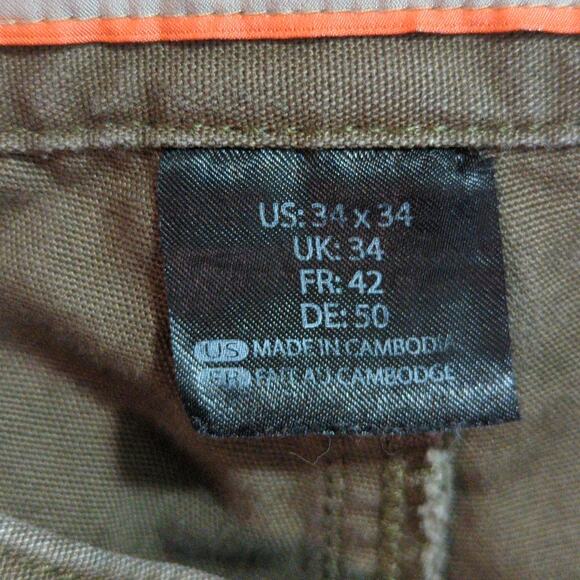 US: 34 x 34
UK: 34
FR: 42
DE: 50
US MADE IN CAMBODIA
FR FAIT AU CAMBODGE